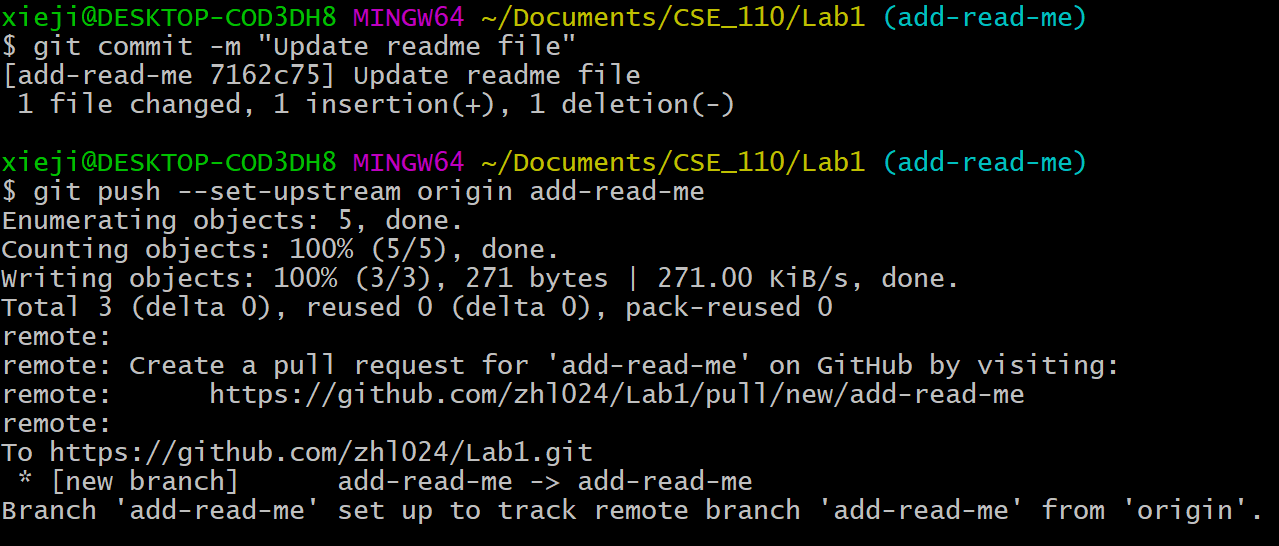 xieji@DESKTOP-COD3DH8 MINGW64 ~/Documents/CSE_110/Lab1 (add-read-me)
$ git commit -m "Update readme file"
[add-read-me 7162c75] Update readme file
 1 file changed, 1 insertion(+), 1 deletion(-)

xieji@DESKTOP-COD3DH8 MINGW64 ~/Documents/CSE_110/Lab1 (add-read-me)
$ git push --set-upstream origin add-read-me
Enumerating objects: 5, done.
Counting objects: 100% (5/5), done.
Writing objects: 100% (3/3), 271 bytes | 271.00 KiB/s, done.
Total 3 (delta 0), reused 0 (delta 0), pack-reused 0
remote:
remote: Create a pull request for 'add-read-me' on GitHub by visiting:
remote:      https://github.com/zhl024/Lab1/pull/new/add-read-me
remote:
To https://github.com/zhl024/Lab1.git
 * [new branch]      add-read-me -> add-read-me
Branch 'add-read-me' set up to track remote branch 'add-read-me' from 'origin'.